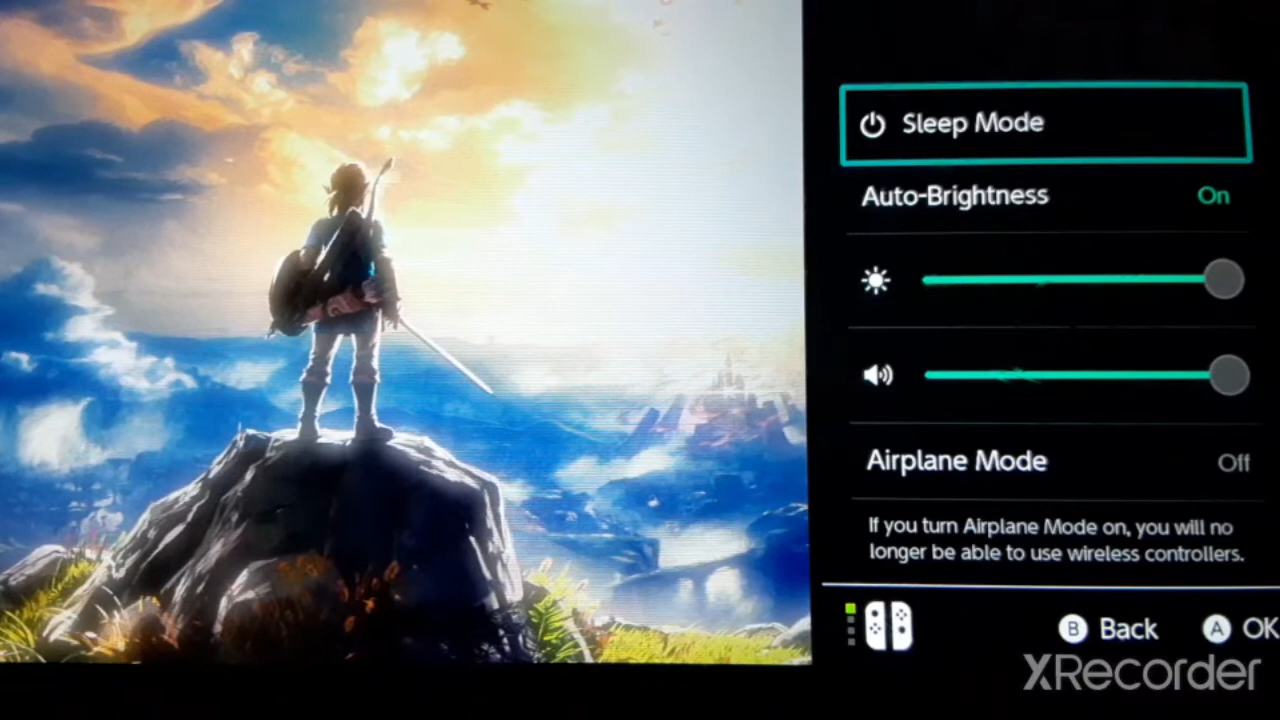 Sleep Mode
Auto-Brightness On
Airplane Mode Off
If you turn Airplane Mode on, you will no
longer be able to use wireless controllers.
B Back A OK
XRecorder